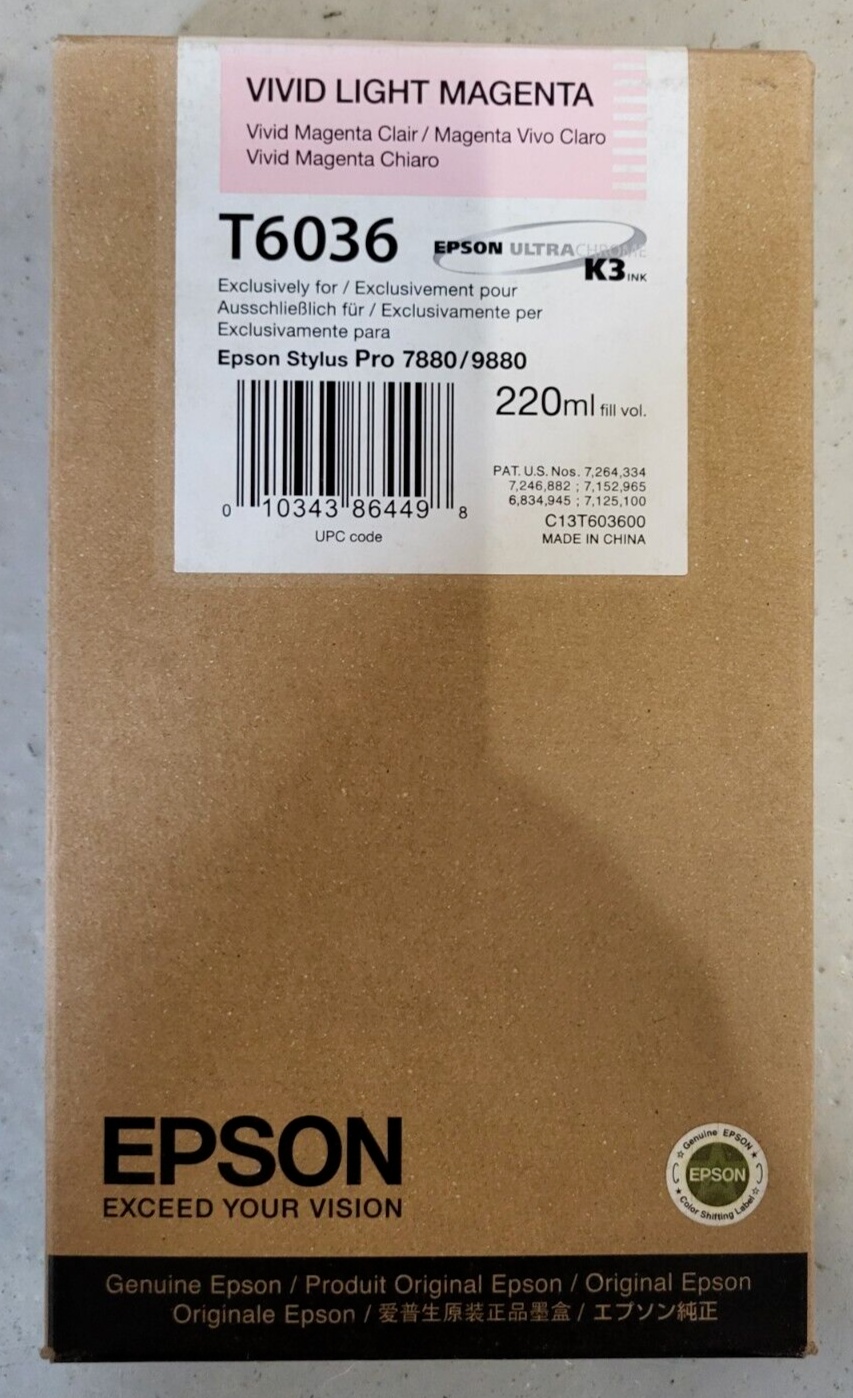 VIVID LIGHT MAGENTA
Vivid Magenta Clair / Magenta Vivo Claro
Vivid Magenta Chiaro
T6036
EPSON ULTRACHROME
K3 INK
Exclusively for / Exclusivement pour
Ausschließlich für / Exclusivamente per
Exclusivamente para
Epson Stylus Pro 7880/9880
220ml fill vol.
PAT. U.S. Nos. 7,264,334
7,246,882 ; 7,152,965
6,834,945 ; 7,125,100
C13T603600
MADE IN CHINA
0 10343 86449 8
UPC code
EPSON
EXCEED YOUR VISION
Genuine EPSON
EPSON
Color Shifting Label
Genuine Epson / Produit Original Epson / Original Epson
Originale Epson / 爱普生原装正品墨盒 / エプソン純正